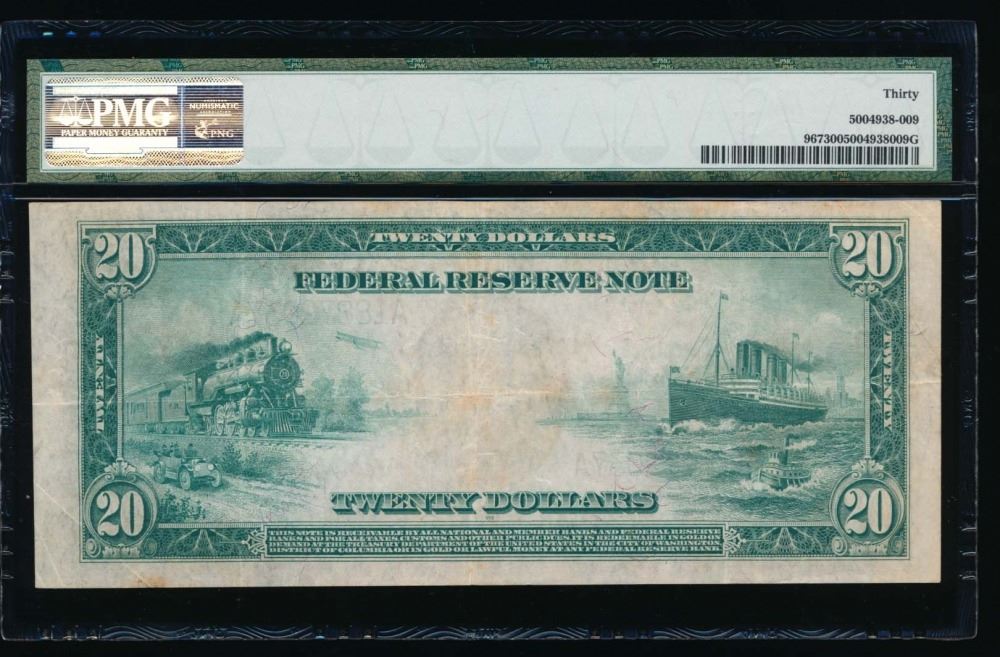 PMG
PAPER MONEY GUARANTY
NUMISMATIC
PNG
Thirty
5004938-009
9673005004938009G
20
TWENTY DOLLARS
20
FEDERAL RESERVE NOTE
TWENTY
TWENTY
TWENTY DOLLARS
20
20
THIS NOTE IS RECEIVABLE BY ALL NATIONAL AND MEMBER BANKS AND FEDERAL RESERVE
BANKS AND FOR ALL TAXES, CUSTOMS AND OTHER PUBLIC DUES. IT IS REDEEMABLE IN GOLD ON
DEMAND AT THE TREASURY DEPARTMENT OF THE UNITED STATES IN THE CITY OF WASHINGTON,
DISTRICT OF COLUMBIA OR IN GOLD OR LAWFUL MONEY AT ANY FEDERAL RESERVE BANK.